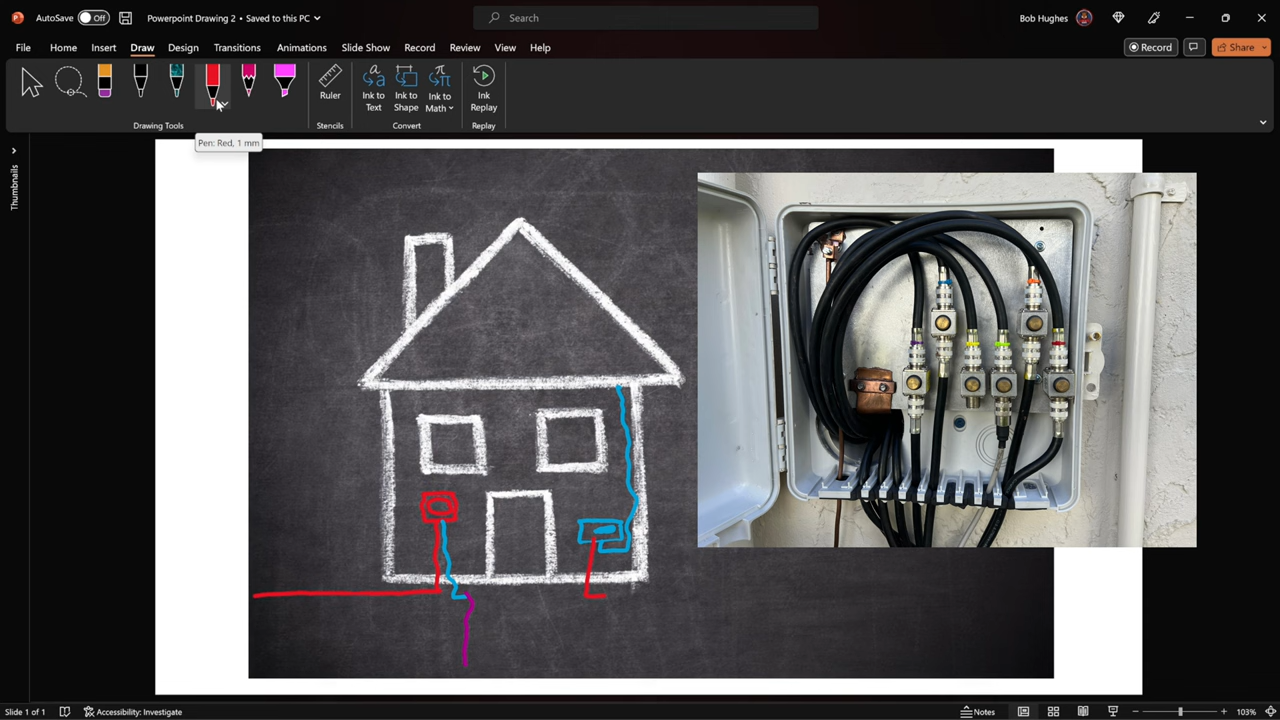 AutoSave Off Powerpoint Drawing 2 • Saved to this PC Search Bob Hughes
File Home Insert Draw Design Transitions Animations Slide Show Record Review View Help Record Share
Ruler
Ink to Text
Ink to Shape
Ink to Math
Ink Replay
Drawing Tools Stencils Convert Replay
Pen: Red, 1 mm
Thumbnails
Slide 1 of 1 Accessibility: Investigate Notes 103%